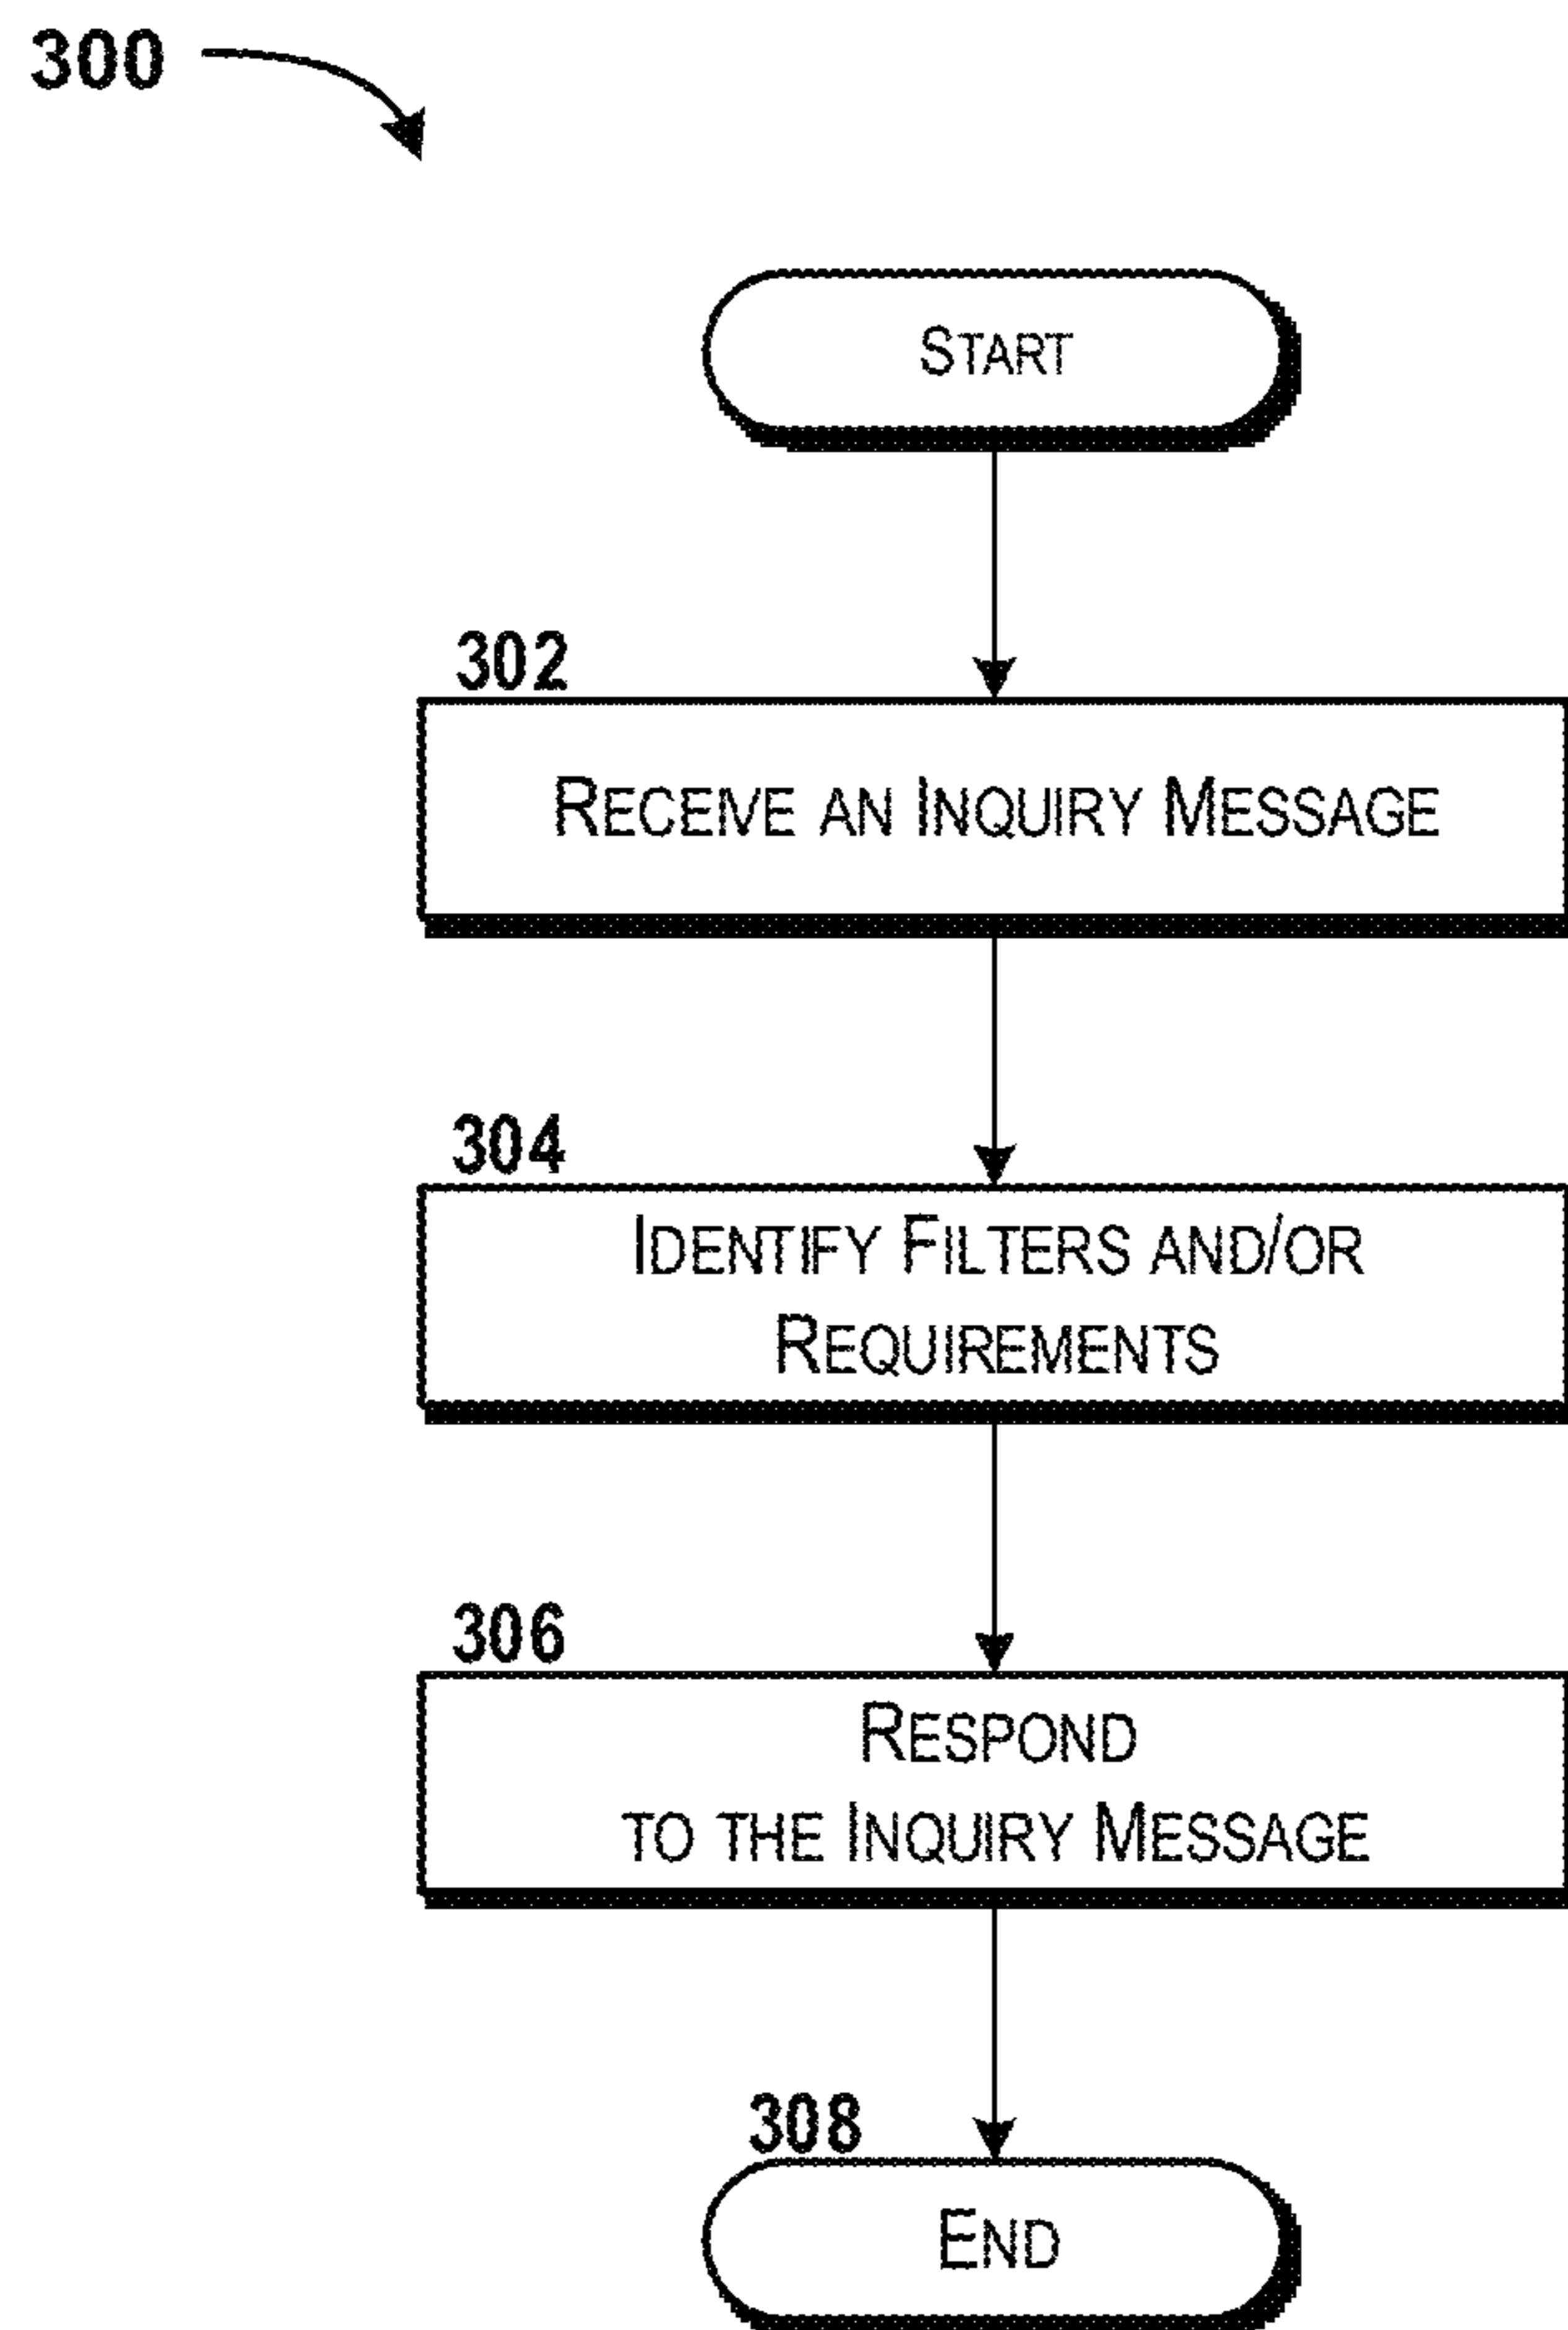 300
START
302
RECEIVE AN INQUIRY MESSAGE
304
IDENTIFY FILTERS AND/OR
REQUIREMENTS
306
RESPOND
TO THE INQUIRY MESSAGE
308
END